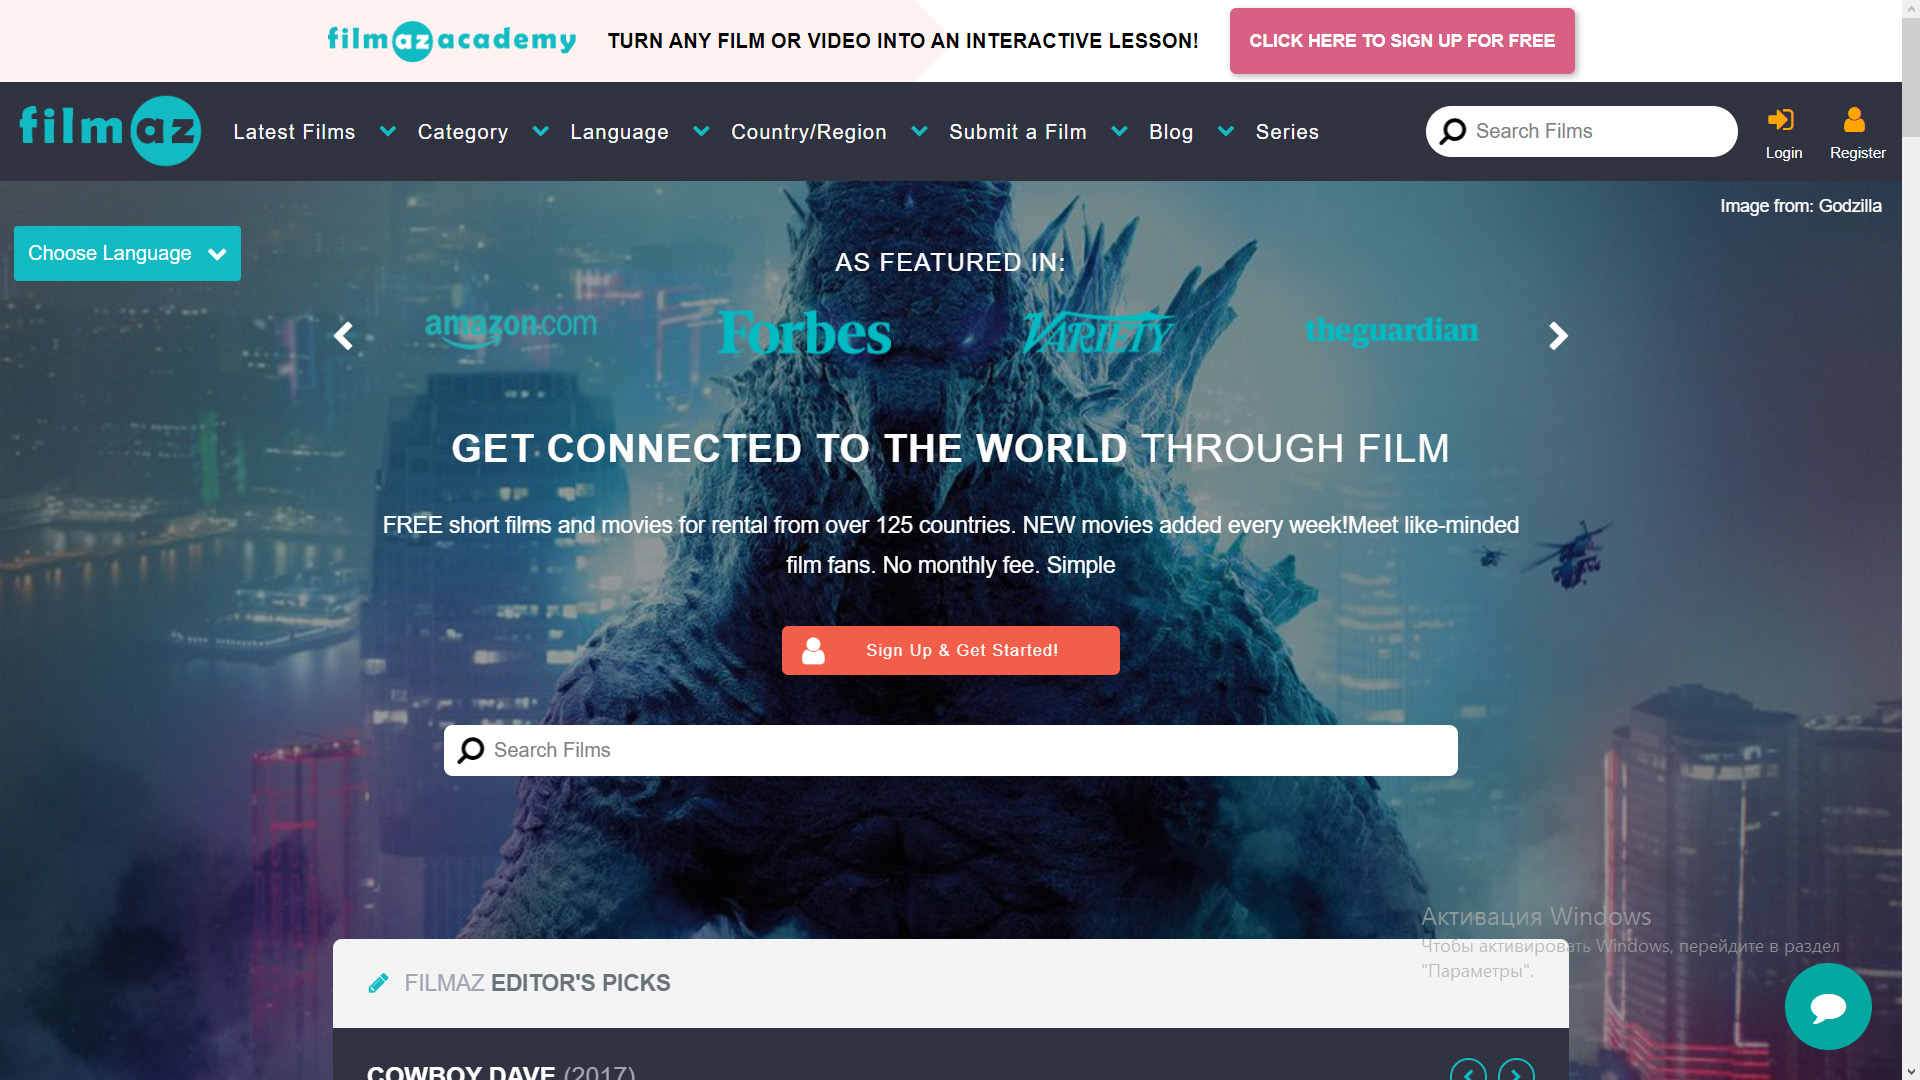 filmazacademy
TURN ANY FILM OR VIDEO INTO AN INTERACTIVE LESSON!
CLICK HERE TO SIGN UP FOR FREE
filmaz
Latest Films
Category
Language
Country/Region
Submit a Film
Blog
Series
Search Films
Login
Register
Image from: Godzilla
Choose Language
AS FEATURED IN:
amazon.com
Forbes
VARIETY
theguardian
GET CONNECTED TO THE WORLD THROUGH FILM
FREE short films and movies for rental from over 125 countries. NEW movies added every week!Meet like-minded
film fans. No monthly fee. Simple
Sign Up & Get Started!
Search Films
Активация Windows
Чтобы активировать Windows, перейдите в раздел
"Параметры".
FILMAZ EDITOR'S PICKS
COWBOY DAVE (2017)